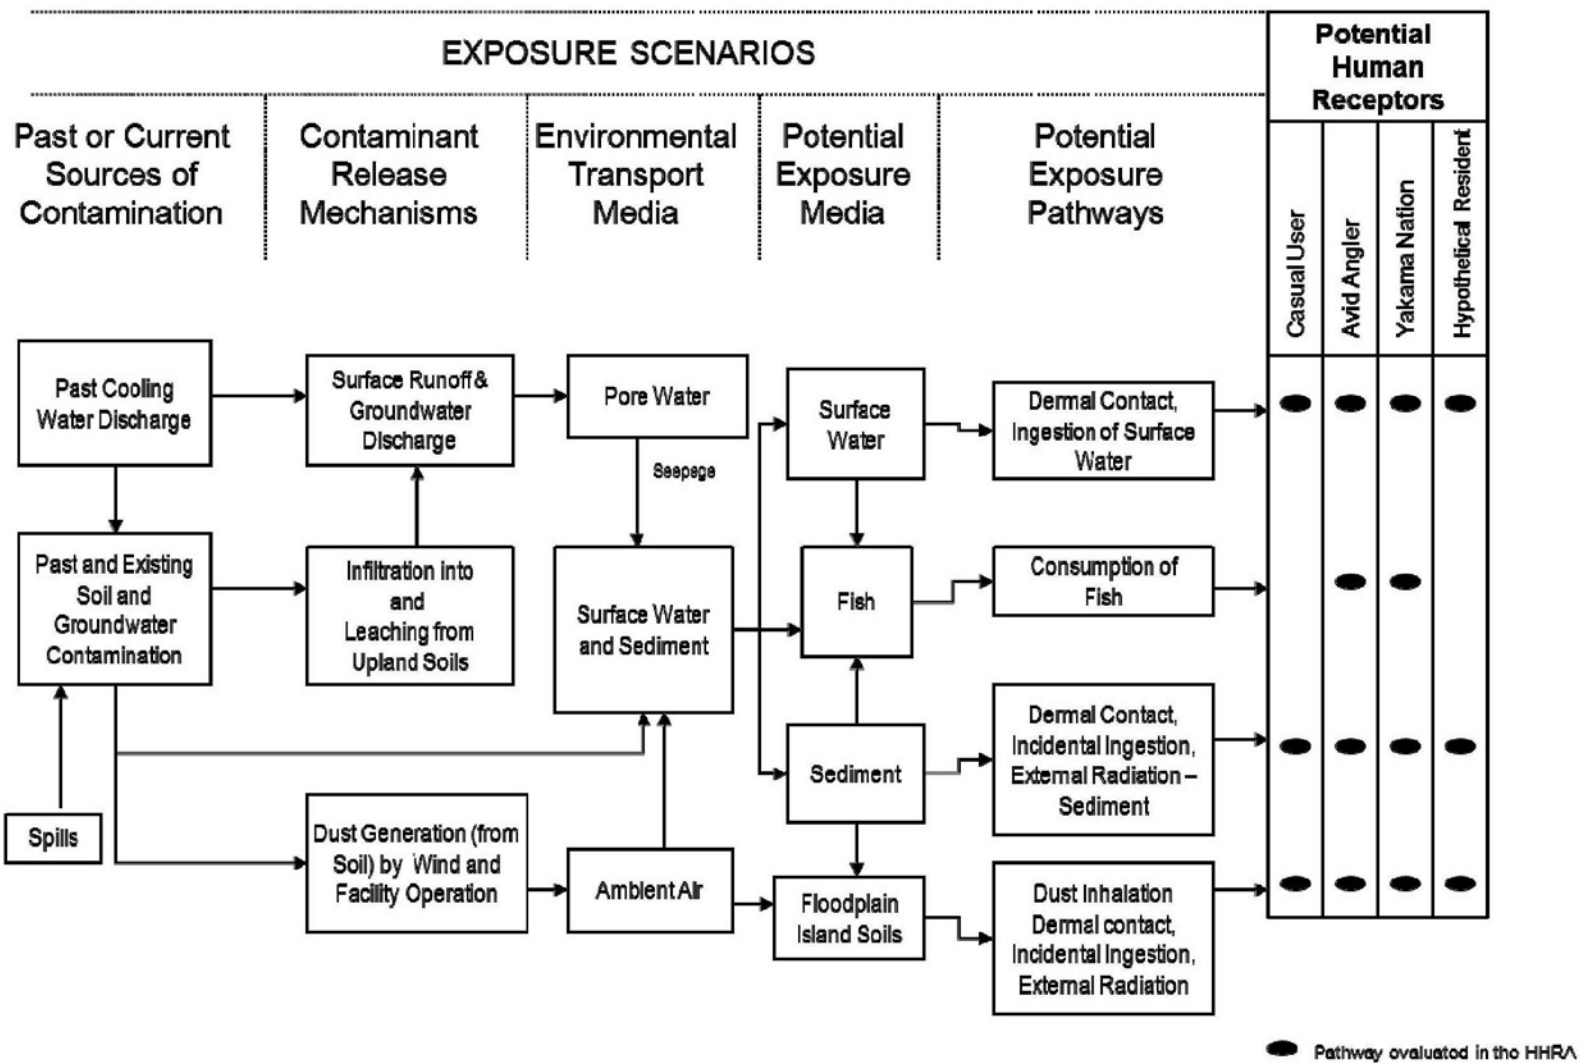 EXPOSURE SCENARIOS
Potential
Human
Receptors
Past or Current
Sources of
Contamination
Contaminant
Release
Mechanisms
Environmental
Transport
Media
Potential
Exposure
Media
Potential
Exposure
Pathways
Casual User
Avid Angler
Yakama Nation
Hypothetical Resident
Past Cooling
Water Discharge
Surface Runoff &
Groundwater
Discharge
Pore Water
Seepage
Surface
Water
Dermal Contact,
Ingestion of Surface
Water
Past and Existing
Soil and
Groundwater
Contamination
Infiltration into
and
Leaching from
Upland Soils
Surface Water
and Sediment
Fish
Consumption of
Fish
Sediment
Dermal Contact,
Incidental Ingestion,
External Radiation –
Sediment
Spills
Dust Generation (from
Soil) by Wind and
Facility Operation
Ambient Air
Floodplain
Island Soils
Dust Inhalation
Dermal contact,
Incidental Ingestion,
External Radiation
Pathway evaluated in the HHRA